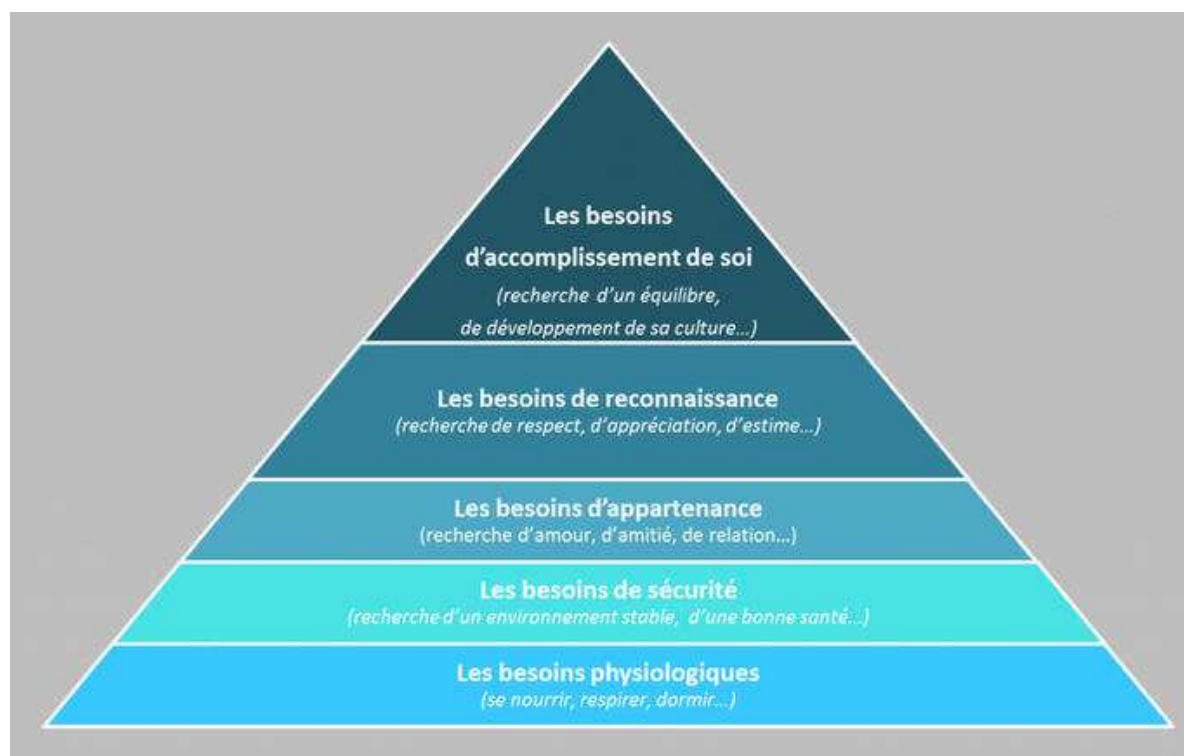 Les besoins
d’accomplissement de soi
(recherche d’un équilibre,
de développement de sa culture…)
Les besoins de reconnaissance
(recherche de respect, d’appréciation, d’estime…)
Les besoins d’appartenance
(recherche d’amour, d’amitié, de relation…)
Les besoins de sécurité
(recherche d’un environnement stable, d’une bonne santé…)
Les besoins physiologiques
(se nourrir, respirer, dormir…)